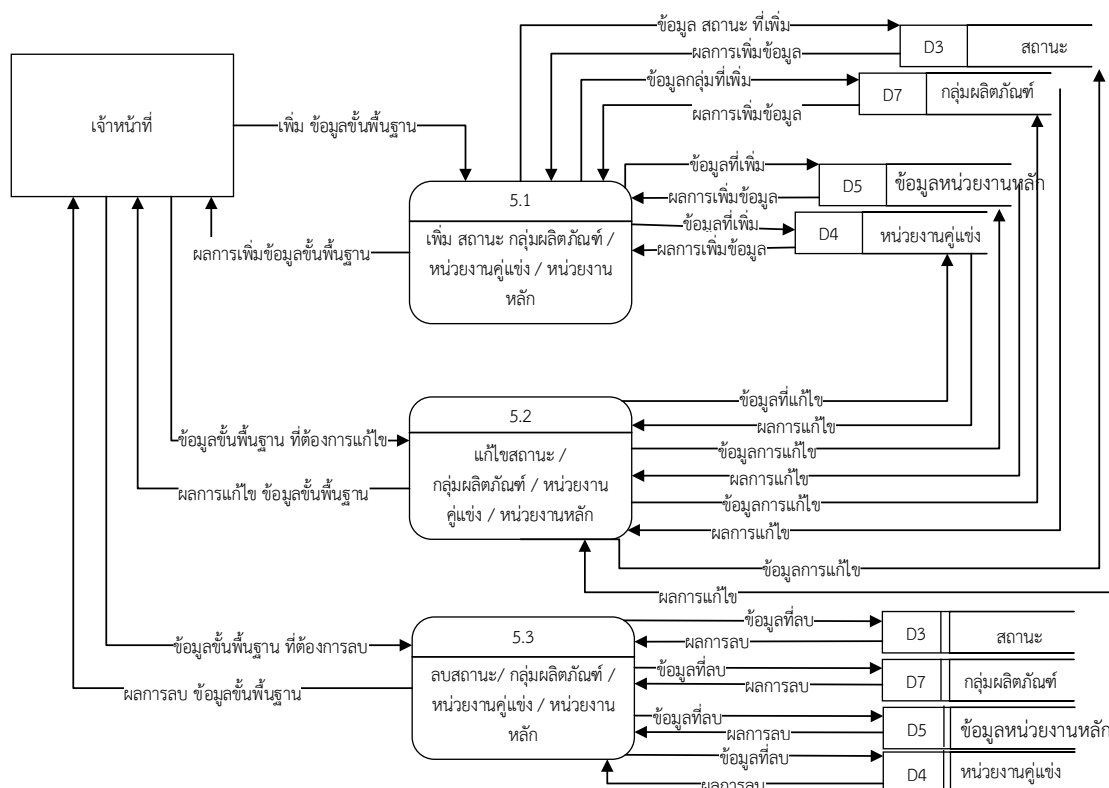 ข้อมูล สถานะ ที่เพิ่ม
D3 สถานะ
ผลการเพิ่มข้อมูล
ข้อมูลกลุ่มที่เพิ่ม
D7 กลุ่มผลิตภัณฑ์
ผลการเพิ่มข้อมูล
เจ้าหน้าที่
เพิ่ม ข้อมูลขั้นพื้นฐาน
ข้อมูลที่เพิ่ม
D5 ข้อมูลหน่วยงานหลัก
ผลการเพิ่มข้อมูล
5.1
ข้อมูลที่เพิ่ม
D4 หน่วยงานคู่แข่ง
ผลการเพิ่มข้อมูล
ผลการเพิ่มข้อมูลขั้นพื้นฐาน
เพิ่ม สถานะ กลุ่มผลิตภัณฑ์ /
หน่วยงานคู่แข่ง / หน่วยงาน
หลัก
ข้อมูลที่แก้ไข
5.2
ผลการแก้ไข
ข้อมูลขั้นพื้นฐาน ที่ต้องการแก้ไข
ข้อมูลการแก้ไข
แก้ไขสถานะ /
กลุ่มผลิตภัณฑ์ / หน่วยงาน
คู่แข่ง / หน่วยงานหลัก
ผลการแก้ไข
ผลการแก้ไข ข้อมูลขั้นพื้นฐาน
ข้อมูลการแก้ไข
ผลการแก้ไข
ข้อมูลการแก้ไข
ผลการแก้ไข
ข้อมูลที่ลบ
D3 สถานะ
5.3
ผลการลบ
ข้อมูลขั้นพื้นฐาน ที่ต้องการลบ
ข้อมูลที่ลบ
D7 กลุ่มผลิตภัณฑ์
ผลการลบ
ผลการลบ ข้อมูลขั้นพื้นฐาน
ลบสถานะ/ กลุ่มผลิตภัณฑ์ /
หน่วยงานคู่แข่ง / หน่วยงาน
หลัก
ข้อมูลที่ลบ
D5 ข้อมูลหน่วยงานหลัก
ผลการลบ
ข้อมูลที่ลบ
D4 หน่วยงานคู่แข่ง
ผลการลบ